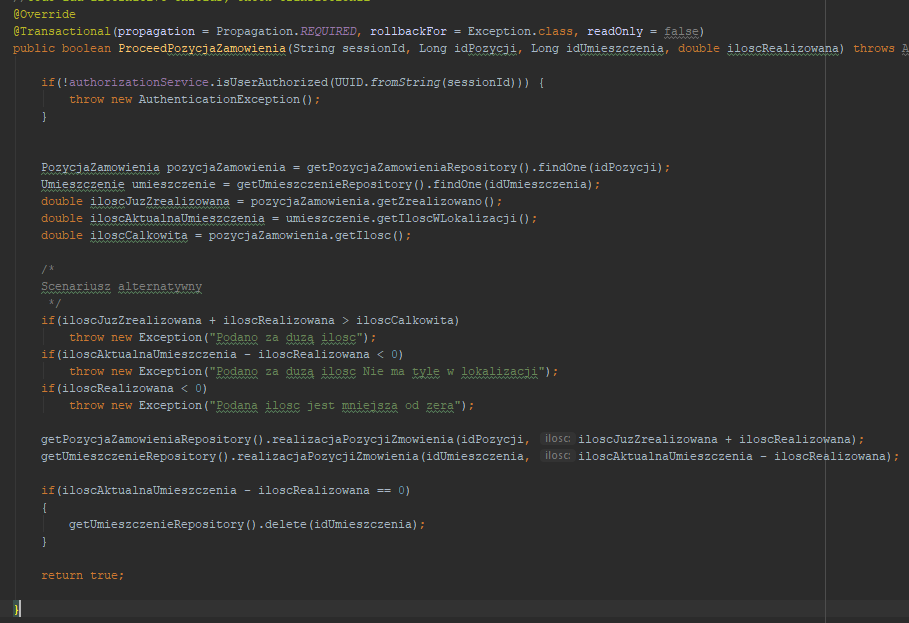 @Override
@Transactional(propagation = Propagation.REQUIRED, rollbackFor = Exception.class, readOnly = false)
public boolean ProceedPozycjaZamowienia(String sessionId, Long idPozycji, Long idUmieszczenia, double iloscRealizowana) throws A
if(!authorizationService.isUserAuthorized(UUID.fromString(sessionId))) {
throw new AuthenticationException();
}
PozycjaZamowienia pozycjaZamowienia = getPozycjaZamowieniaRepository().findOne(idPozycji);
Umieszczenie umieszczenie = getUmieszczenieRepository().findOne(idUmieszczenia);
double iloscJuzZrealizowana = pozycjaZamowienia.getZrealizowano();
double iloscAktualnaUmieszczenia = umieszczenie.getIloscWLokalizacji();
double iloscCalkowita = pozycjaZamowienia.getIlosc();
/*
Scenariusz alternatywny
*/
if(iloscJuzZrealizowana + iloscRealizowana > iloscCalkowita)
throw new Exception("Podano za dużą ilosc");
if(iloscAktualnaUmieszczenia - iloscRealizowana < 0)
throw new Exception("Podano za dużą ilosc Nie ma tyle w lokalizacji");
if(iloscRealizowana < 0)
throw new Exception("Podana ilosc jest mniejsza od zera");
getPozycjaZamowieniaRepository().realizacjaPozycjiZmowienia(idPozycji, ilosc: iloscJuzZrealizowana + iloscRealizowana);
getUmieszczenieRepository().realizacjaPozycjiZmowienia(idUmieszczenia, ilosc: iloscAktualnaUmieszczenia - iloscRealizowana);
if(iloscAktualnaUmieszczenia - iloscRealizowana == 0)
{
getUmieszczenieRepository().delete(idUmieszczenia);
}
return true;
}